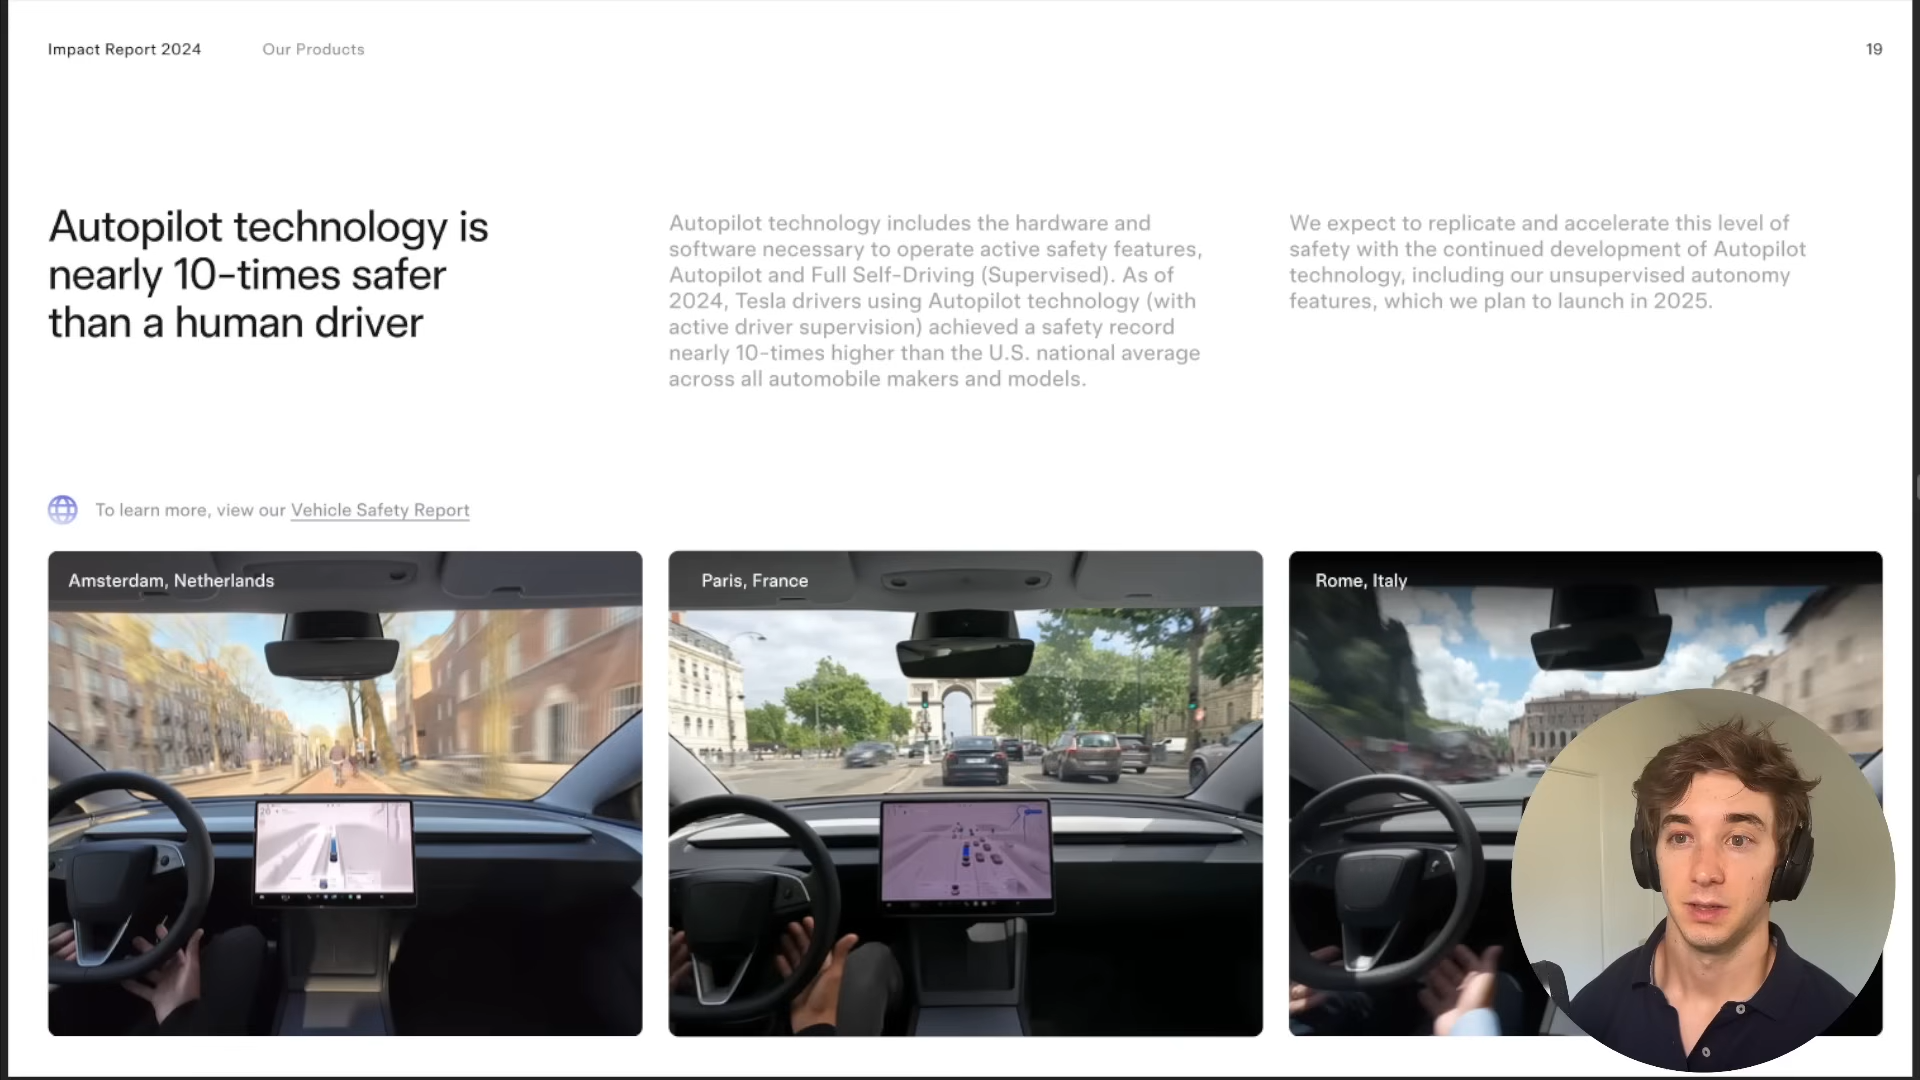 Impact Report 2024
Our Products
19
Autopilot technology is
nearly 10-times safer
than a human driver
Autopilot technology includes the hardware and
software necessary to operate active safety features,
Autopilot and Full Self-Driving (Supervised). As of
2024, Tesla drivers using Autopilot technology (with
active driver supervision) achieved a safety record
nearly 10-times higher than the U.S. national average
across all automobile makers and models.
We expect to replicate and accelerate this level of
safety with the continued development of Autopilot
technology, including our unsupervised autonomy
features, which we plan to launch in 2025.
To learn more, view our Vehicle Safety Report
Amsterdam, Netherlands
Paris, France
Rome, Italy